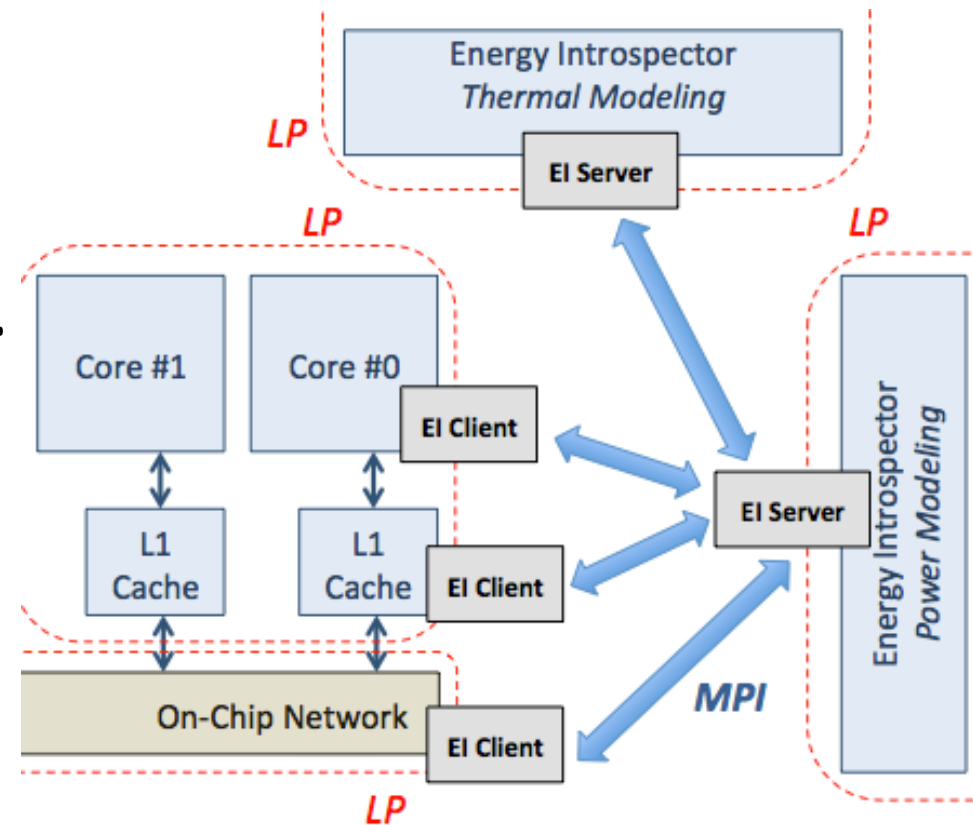 Energy Introspector
Thermal Modeling
LP
EI Server
LP
LP
Core #1
Core #0
EI Client
EI Server
Energy Introspector
Power Modeling
L1
Cache
L1
Cache
EI Client
MPI
On-Chip Network
EI Client
LP